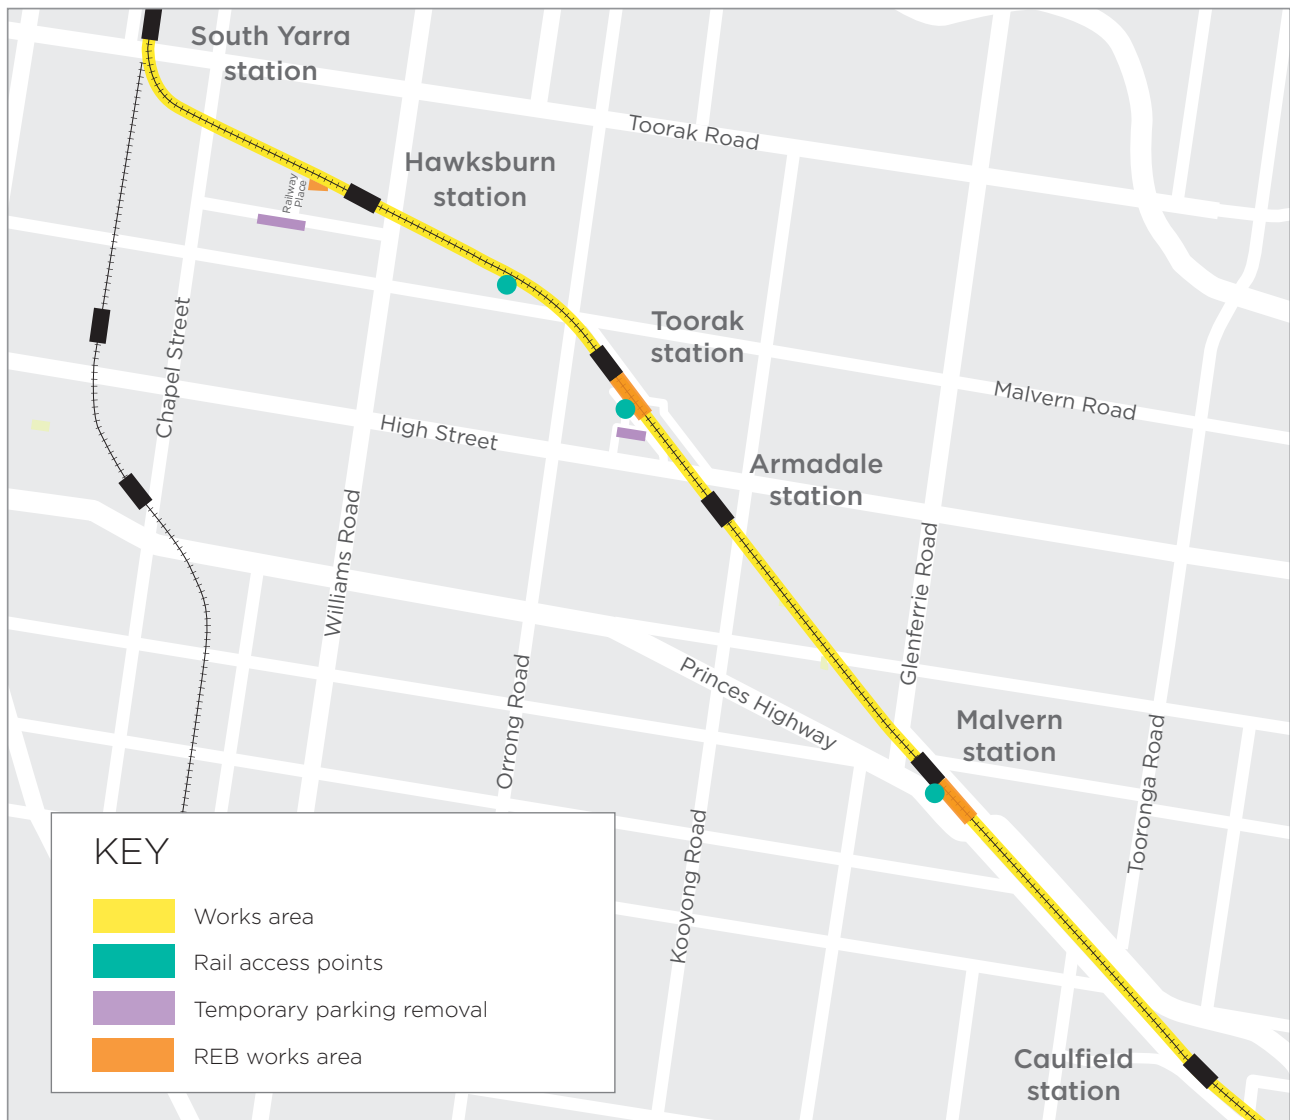 South Yarra
station
Toorak Road
Hawksburn
station
Railway
Place
Toorak
station
Chapel Street
Malvern Road
High Street
Armadale
station
Williams Road
Glenferrie Road
Orrong Road
Princes Highway
Malvern
station
Tooronga Road
Kooyong Road
KEY
Works area
Rail access points
Temporary parking removal
REB works area
Caulfield
station